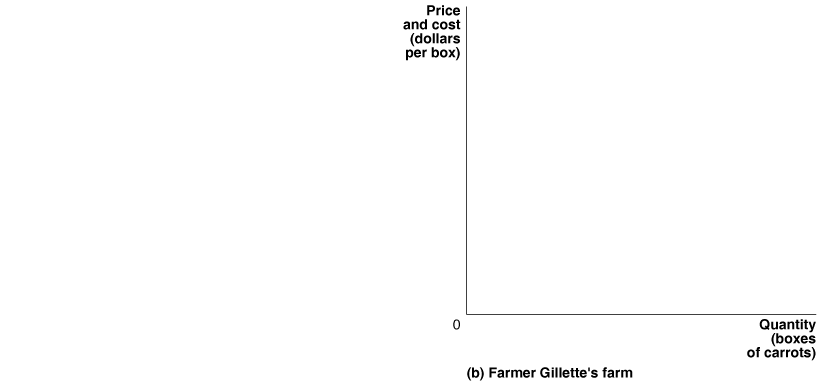 Price
and cost
(dollars
per box)
0
Quantity
(boxes
of carrots)
(b) Farmer Gillette's farm